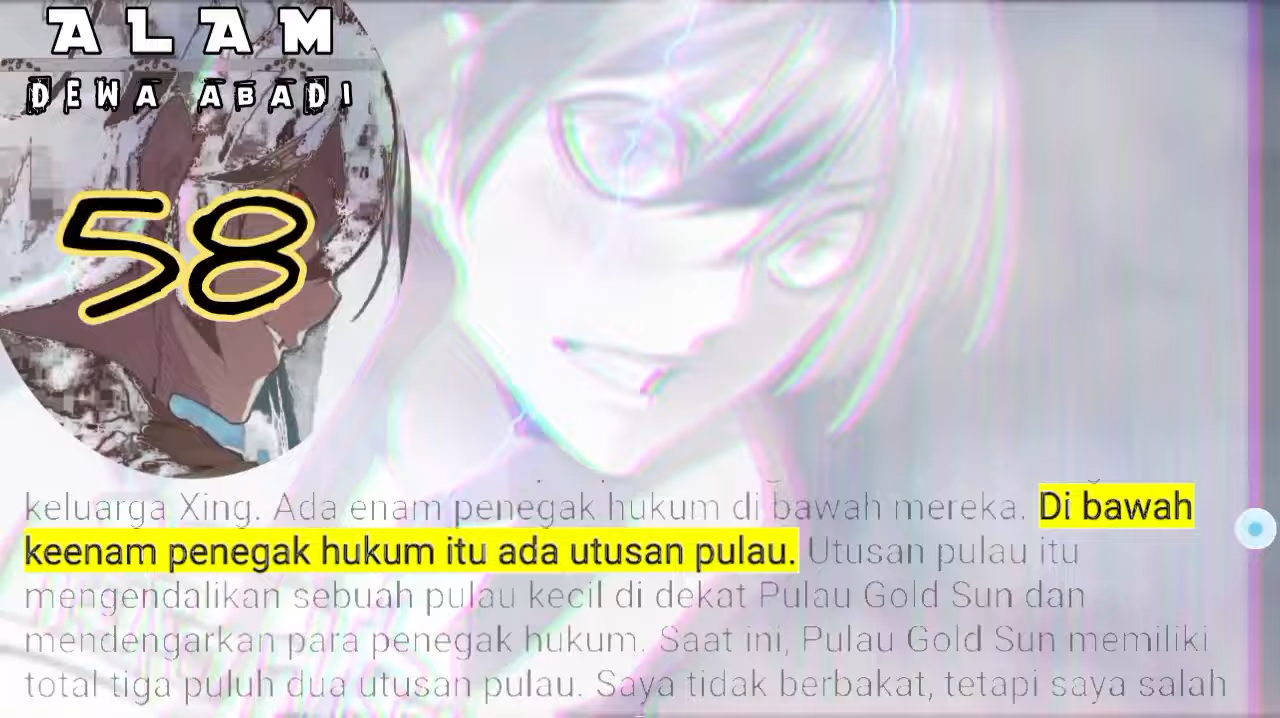 ALAM
DEWA ABADI
58
keluarga Xing. Ada enam penegak hukum di bawah mereka. Di bawah
keenam penegak hukum itu ada utusan pulau. Utusan pulau itu
mengendalikan sebuah pulau kecil di dekat Pulau Gold Sun dan
mendengarkan para penegak hukum. Saat ini, Pulau Gold Sun memiliki
total tiga puluh dua utusan pulau. Saya tidak berbakat, tetapi saya salah